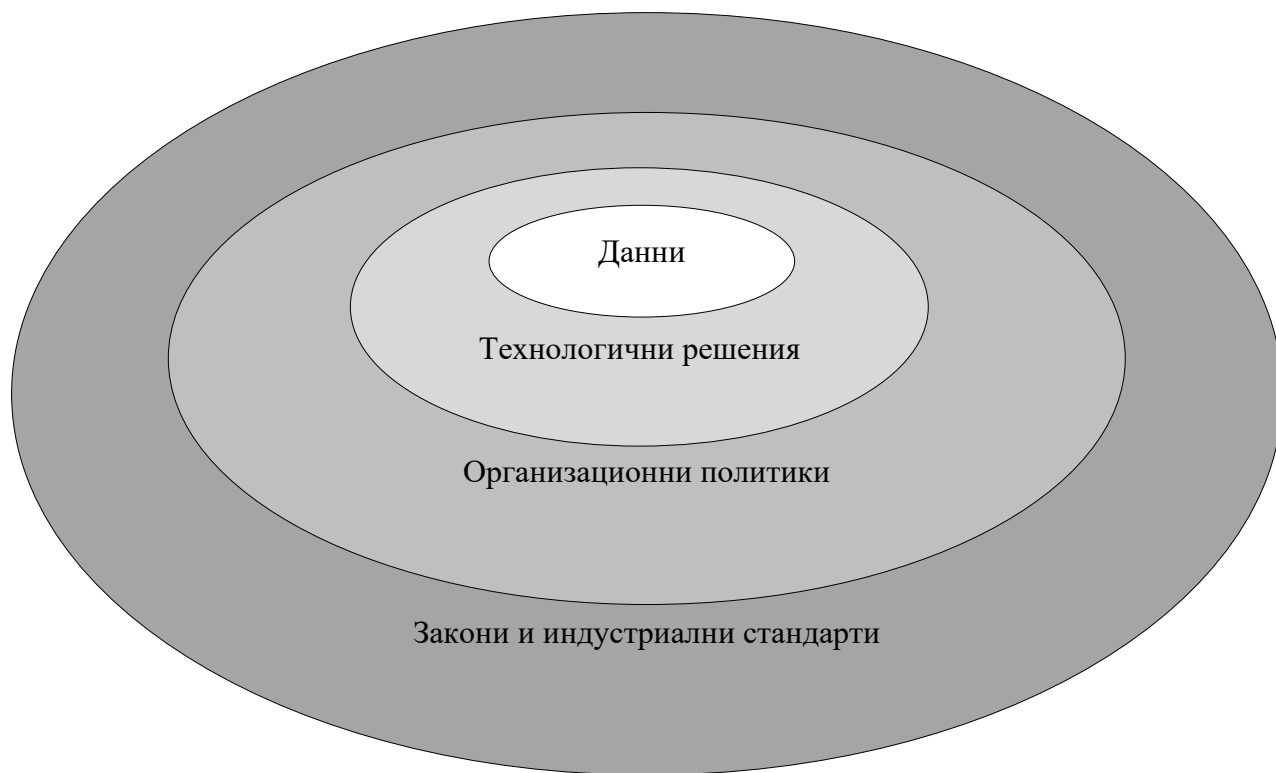 Данни
Технологични решения
Организационни политики
Закони и индустриални стандарти